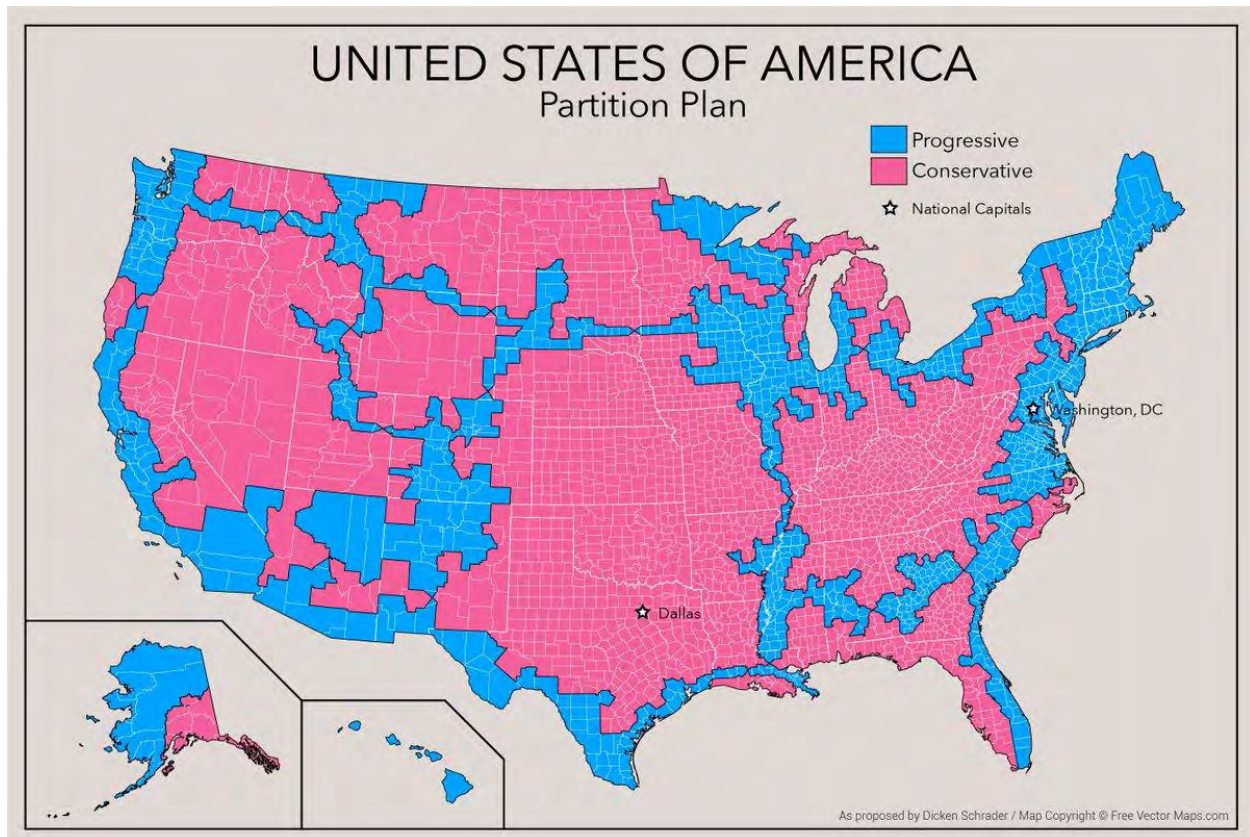 UNITED STATES OF AMERICA
Partition Plan
Progressive
Conservative
National Capitals
Washington, DC
Dallas
As proposed by Dicken Schrader / Map Copyright © Free Vector Maps.com